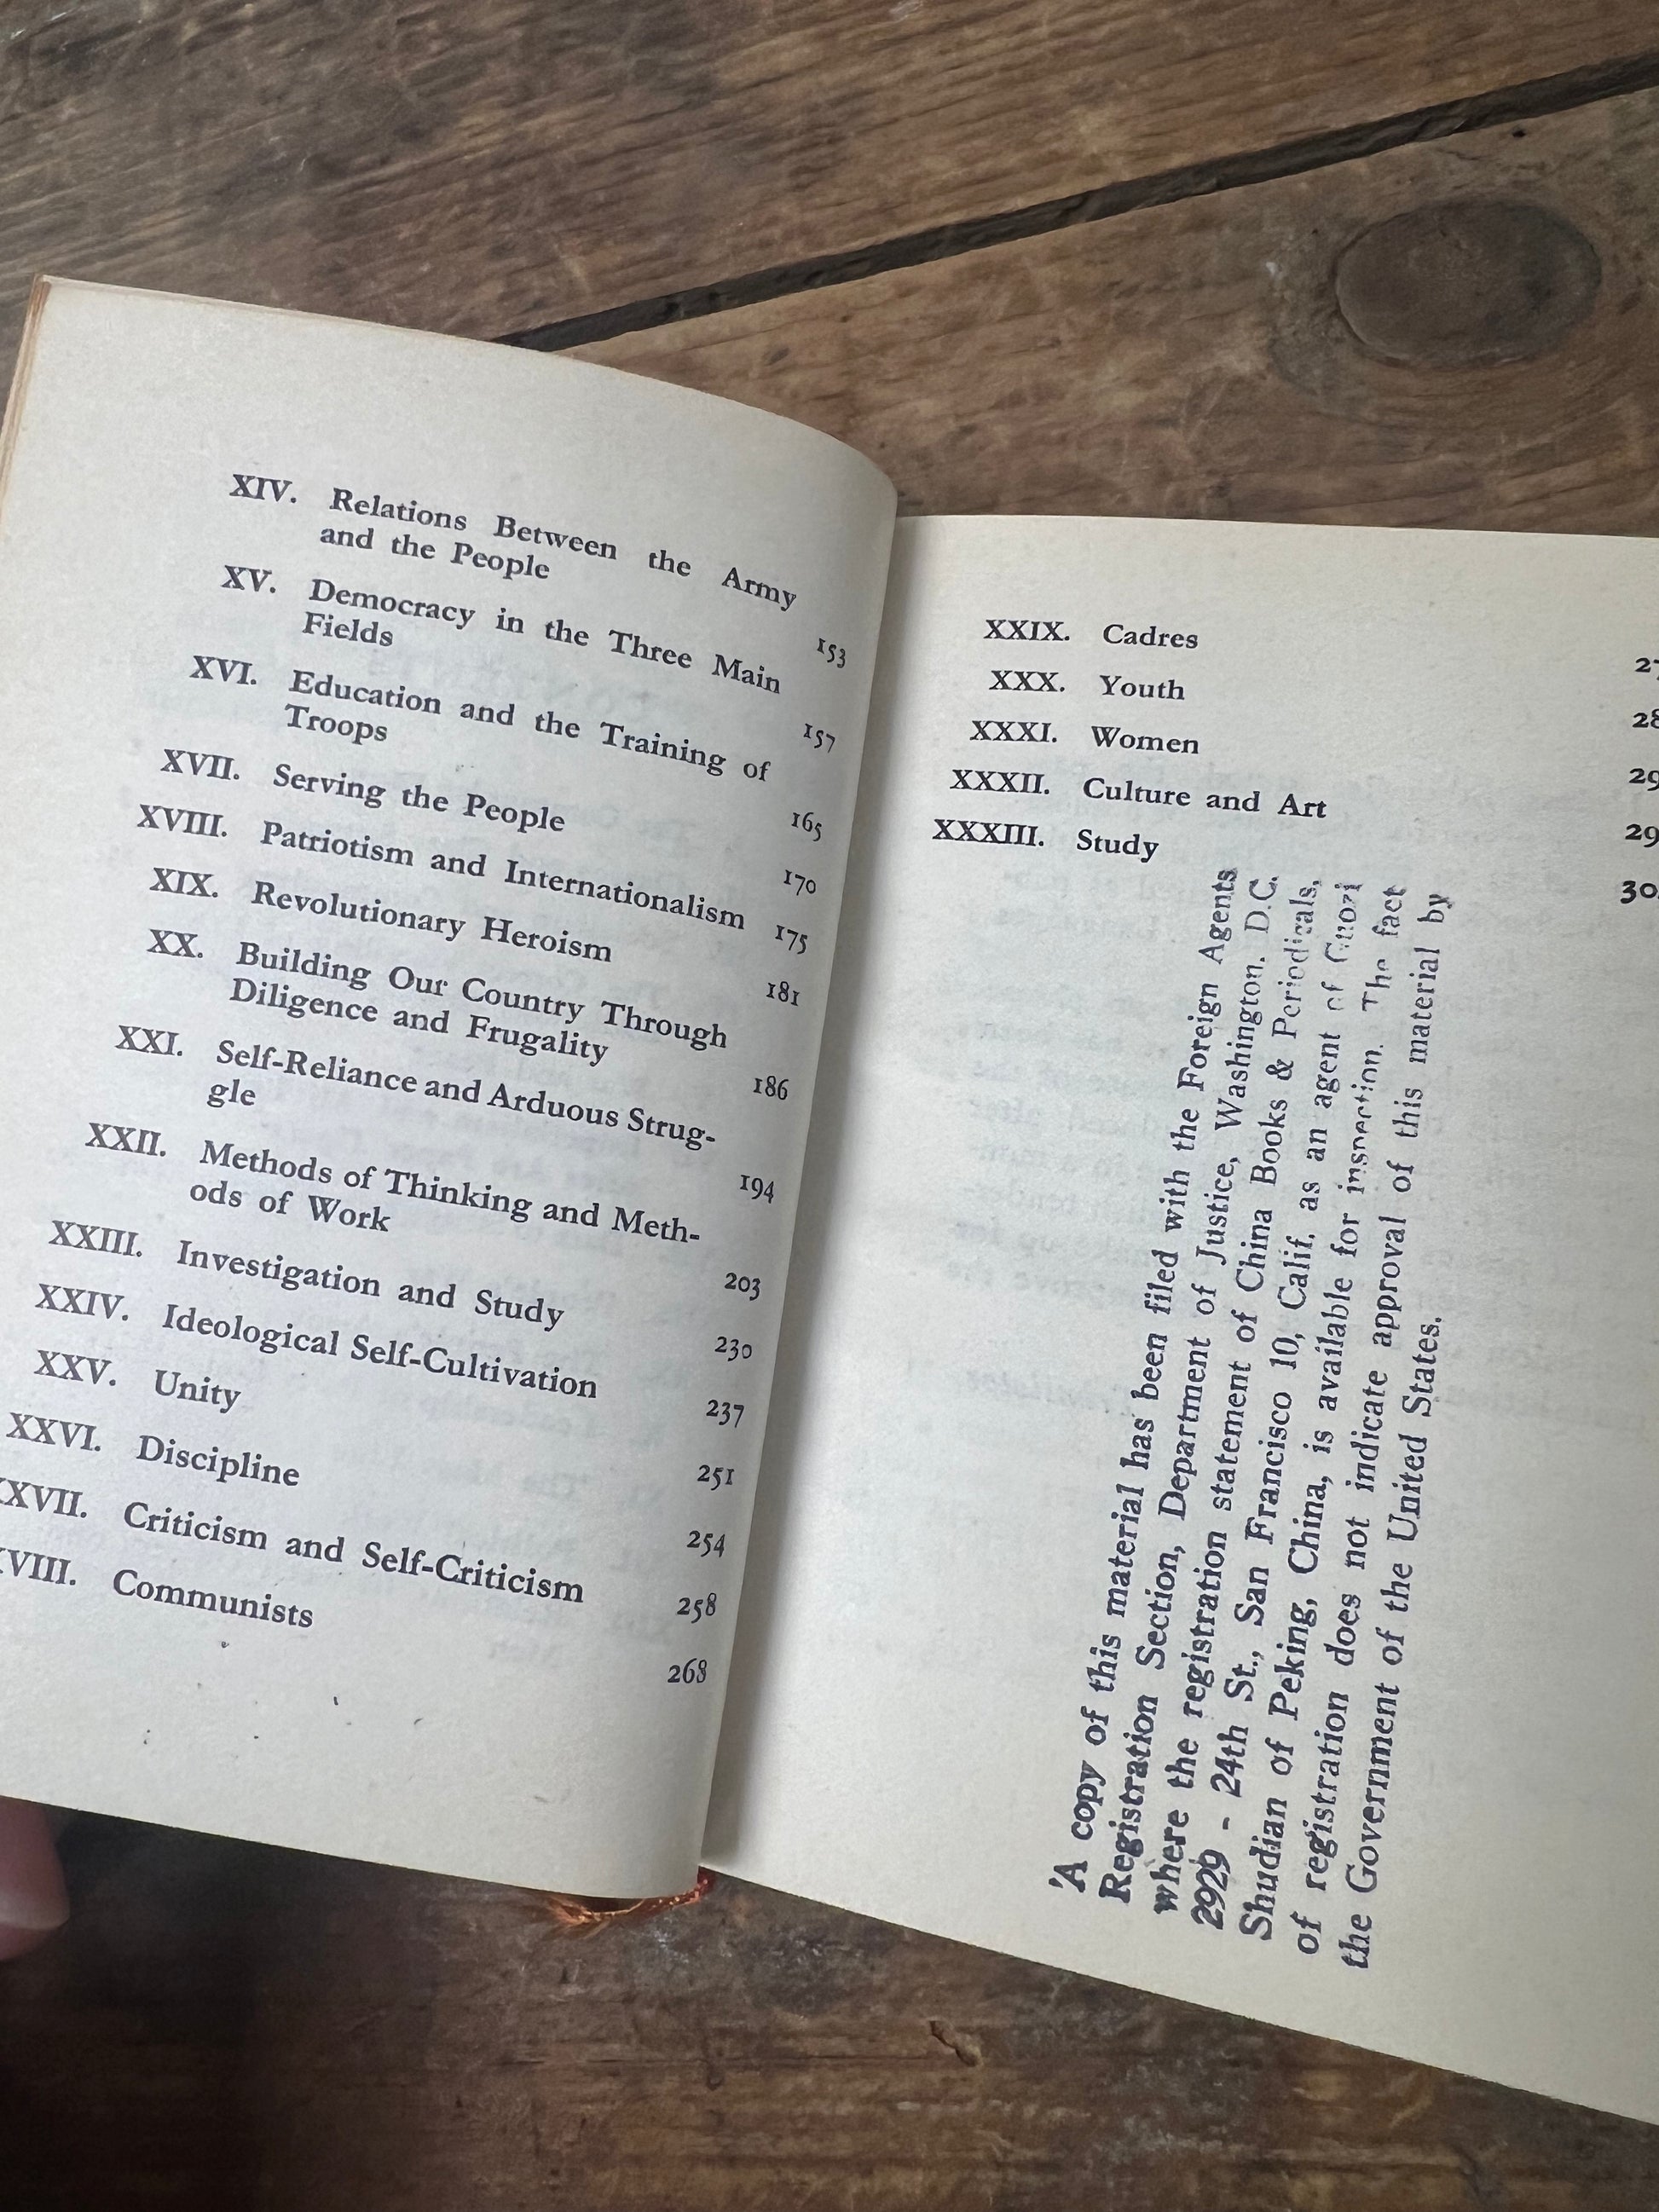 XIV. Relations Between the Army
and the People 153
XV. Democracy in the Three Main
Fields 157
XVI. Education and the Training of
Troops 165
XVII. Serving the People 170
XVIII. Patriotism and Internationalism 175
XIX. Revolutionary Heroism 181
XX. Building Our Country Through
Diligence and Frugality 186
XXI. Self-Reliance and Arduous Strug-
gle 194
XXII. Methods of Thinking and Meth-
ods of Work 203
XXIII. Investigation and Study 230
XXIV. Ideological Self-Cultivation 237
XXV. Unity 251
XXVI. Discipline 254
XXVII. Criticism and Self-Criticism 258
XVIII. Communists 268
XXIX. Cadres 27
XXX. Youth 28
XXXI. Women 29
XXXII. Culture and Art 29
XXXIII. Study 30
'A copy of this material has been filed with the Foreign Agents
Registration Section, Department of Justice, Washington. D.C.
where the registration statement of China Books & Periodicals,
2929 - 24th St., San Francisco 10, Calif. as an agent of Guozi
Shudian of Peking, China, is available for inspection. The fact
of registration does not indicate approval of this material by
the Government of the United States.